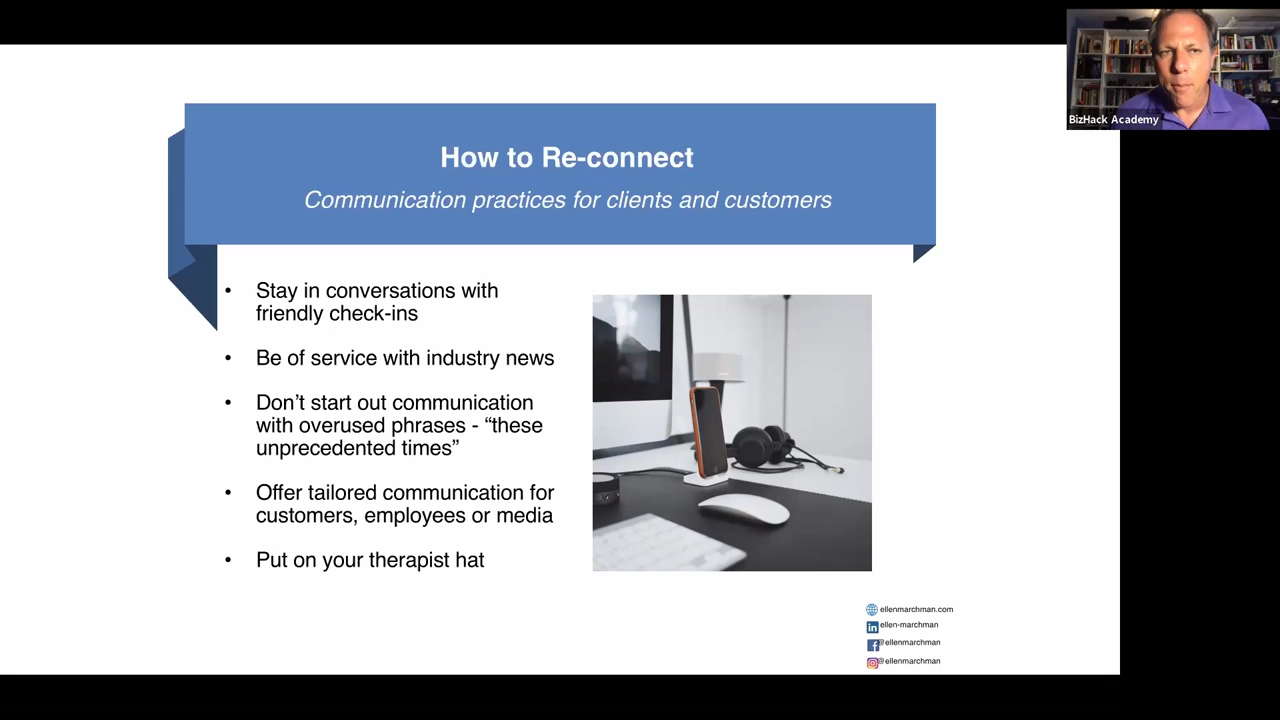 BizHack Academy
How to Re-connect
Communication practices for clients and customers
• Stay in conversations with
friendly check-ins
• Be of service with industry news
• Don’t start out communication
with overused phrases - “these
unprecedented times”
• Offer tailored communication for
customers, employees or media
• Put on your therapist hat
ellenmarchman.com
in ellen-marchman
f @ellenmarchman
@ellenmarchman